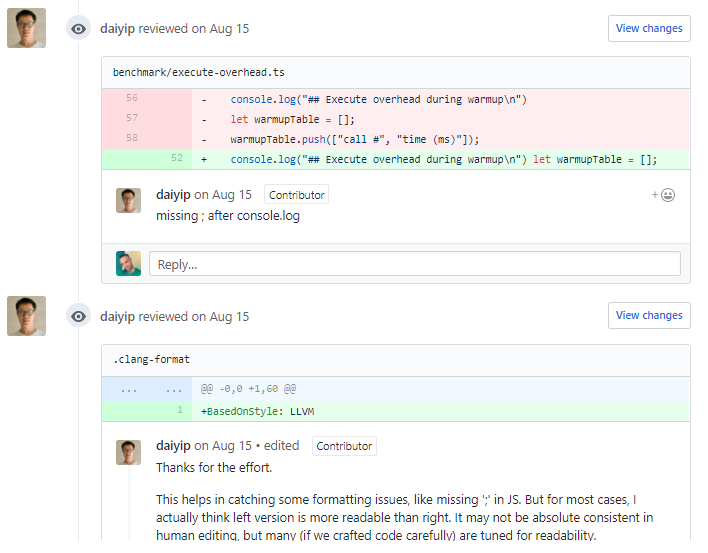 daiyip reviewed on Aug 15
View changes
benchmark/execute-overhead.ts
56 - console.log("## Execute overhead during warmup\n")
57 - let warmupTable = [];
58 - warmupTable.push(["call #", "time (ms)"]);
52 + console.log("## Execute overhead during warmup\n") let warmupTable = [];
daiyip on Aug 15 Contributor
missing ; after console.log
Reply...
daiyip reviewed on Aug 15
View changes
.clang-format
... ... @@ -0,0 +1,60 @@
1 +BasedOnStyle: LLVM
daiyip on Aug 15 • edited Contributor
Thanks for the effort.
This helps in catching some formatting issues, like missing ';' in JS. But for most cases, I
actually think left version is more readable than right. It may not be absolute consistent in
human editing, but many (if we crafted code carefully) are tuned for readability.